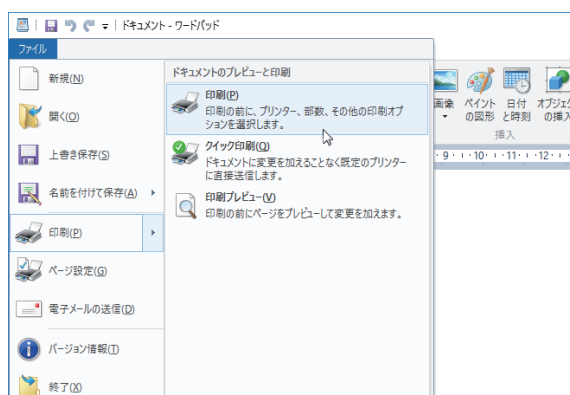 ドキュメント - ワードパッド
ファイル
新規(N)
開く(O)
上書き保存(S)
名前を付けて保存(A)
印刷(P)
ページ設定(G)
電子メールの送信(D)
バージョン情報(T)
終了(X)
ドキュメントのプレビューと印刷
印刷(P)
印刷の前に、プリンター、部数、その他の印刷オプ
ションを選択します。
クイック印刷(Q)
ドキュメントに変更を加えることなく既定のプリンター
に直接送信します。
印刷プレビュー(V)
印刷の前にページをプレビューして変更を加えます。
画像
ペイント
の図形
日付
と時刻
オブジェク
の挿入
挿入
9 10 11 12